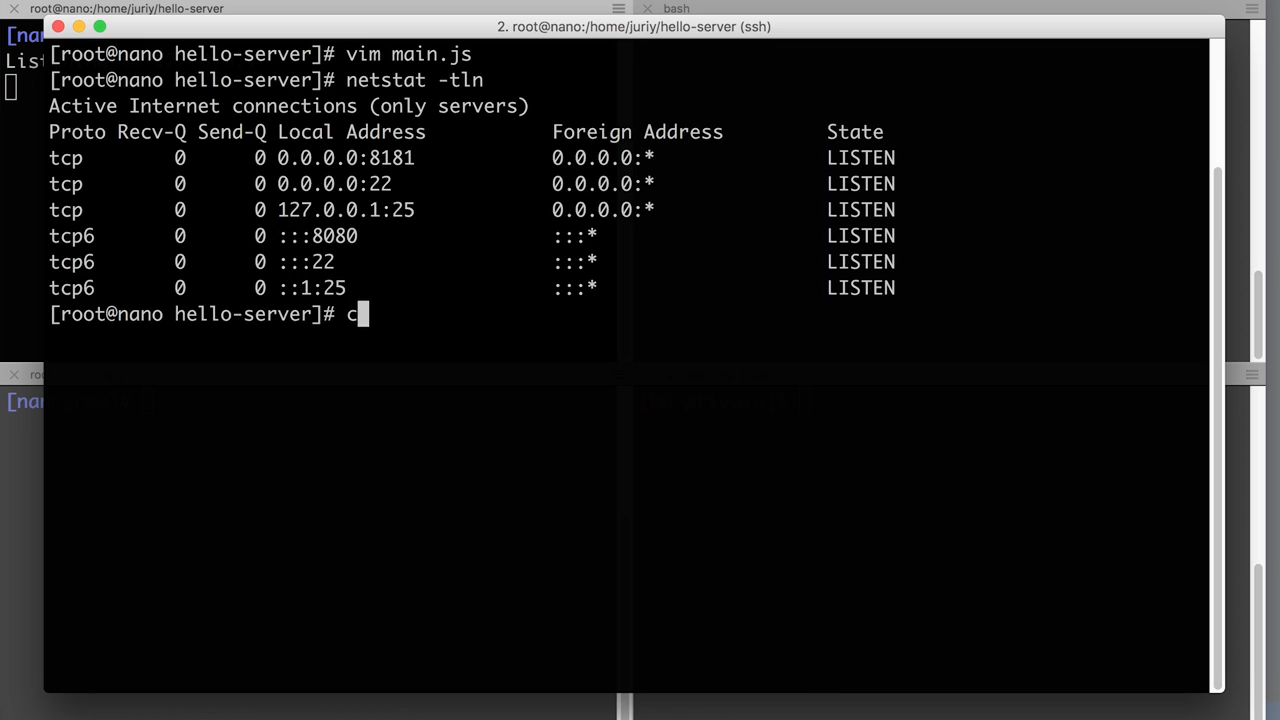 root@nano:/home/juriy/hello-server
bash
2. root@nano:/home/juriy/hello-server (ssh)
[nan
List
[root@nano hello-server]# vim main.js
[root@nano hello-server]# netstat -tln
Active Internet connections (only servers)
Proto Recv-Q Send-Q Local Address Foreign Address State
tcp 0 0 0.0.0.0:8181 0.0.0.0:* LISTEN
tcp 0 0 0.0.0.0:22 0.0.0.0:* LISTEN
tcp 0 0 127.0.0.1:25 0.0.0.0:* LISTEN
tcp6 0 0 :::8080 :::* LISTEN
tcp6 0 0 :::22 :::* LISTEN
tcp6 0 0 ::1:25 :::* LISTEN
[root@nano hello-server]# c
ro
[nan